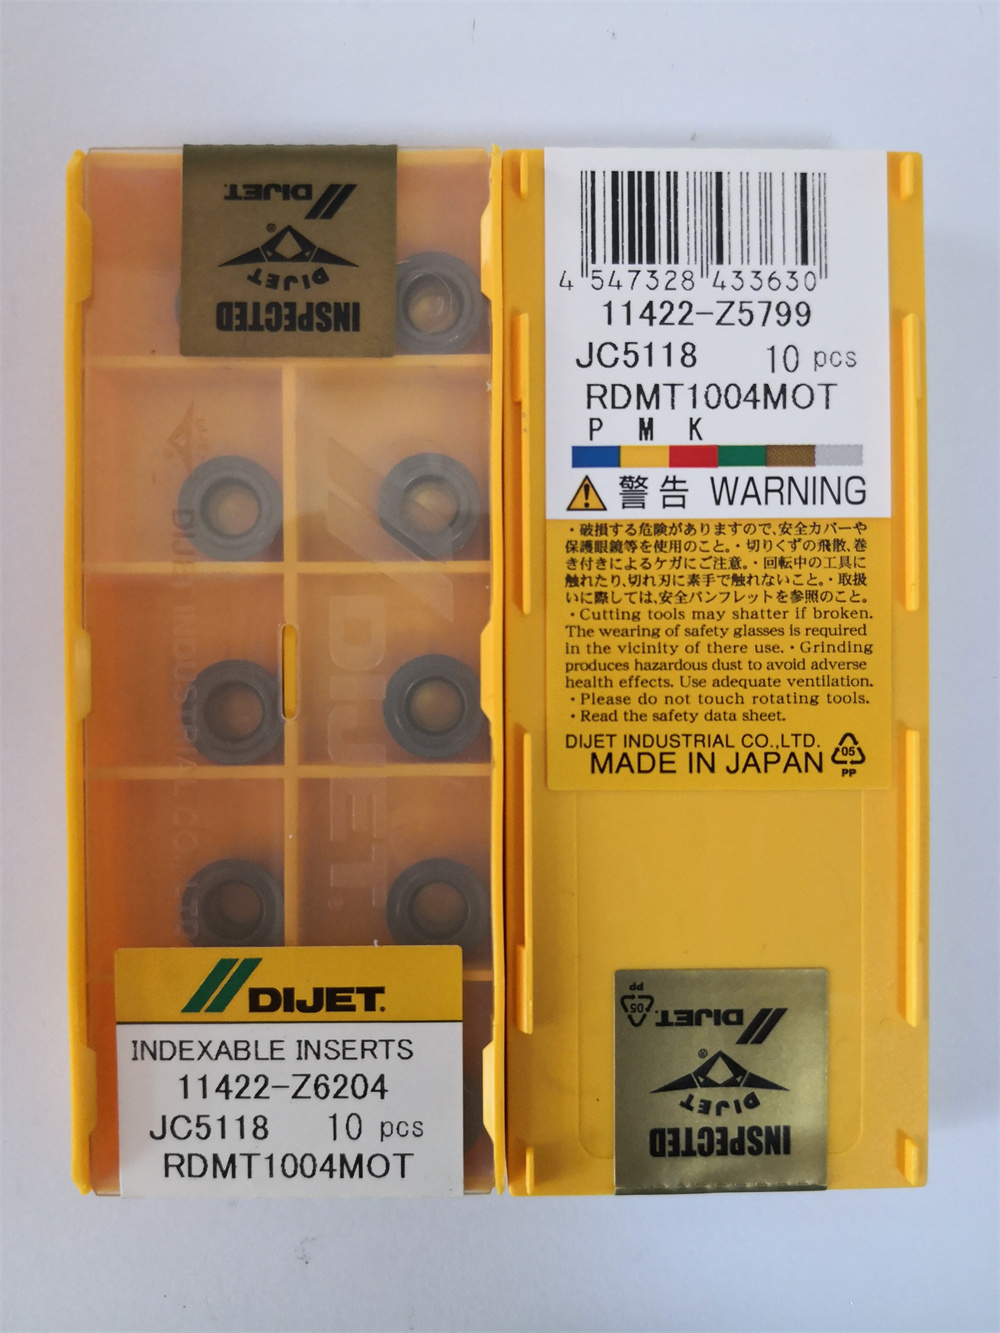 DIJET
DIJET
INSPECTED
DIJET
DIJET INDUSTRIAL CO., LTD.
DIJET.
INDEXABLE INSERTS
11422-Z6204
JC5118 10 pcs
RDMT1004MOT
4 547328 433630
11422-Z5799
JC5118 10 pcs
RDMT1004MOT
P M K
警告 WARNING
・破損する危険がありますので、安全カバーや
保護眼鏡等を使用のこと。・切りくずの飛散、巻
き付きによるケガにご注意。・回転中の工具に
触れたり、切れ刃に素手で触れないこと。・取扱
いに際しては、安全パンフレットを参照のこと。
・Cutting tools may shatter if broken.
The wearing of safety glasses is required
in the vicinity of there use.・Grinding
produces hazardous dust to avoid adverse
health effects. Use adequate ventilation.
・Please do not touch rotating tools.
・Read the safety data sheet.
DIJET INDUSTRIAL CO.,LTD.
MADE IN JAPAN
05
PP
05
PP
DIJET.
DIJET
INSPECTED